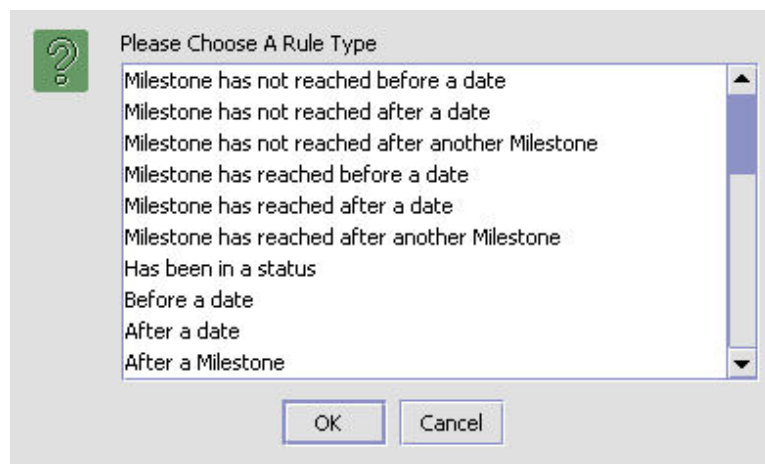 Please Choose A Rule Type
Milestone has not reached before a date
Milestone has not reached after a date
Milestone has not reached after another Milestone
Milestone has reached before a date
Milestone has reached after a date
Milestone has reached after another Milestone
Has been in a status
Before a date
After a date
After a Milestone
OK Cancel